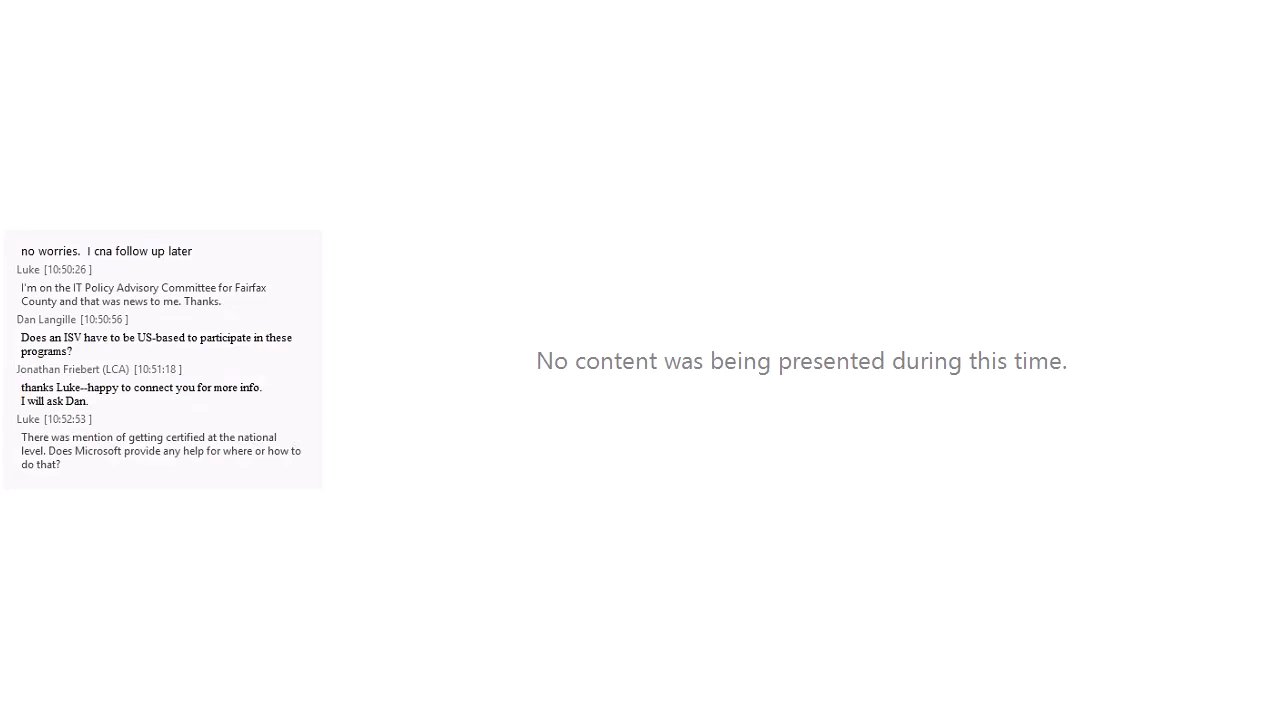 no worries.  I cna follow up later
Luke [10:50:26 ]
I'm on the IT Policy Advisory Committee for Fairfax
County and that was news to me. Thanks.
Dan Langille [10:50:56 ]
Does an ISV have to be US-based to participate in these
programs?
Jonathan Friebert (LCA) [10:51:18 ]
thanks Luke--happy to connect you for more info.
I will ask Dan.
Luke [10:52:53 ]
There was mention of getting certified at the national
level. Does Microsoft provide any help for where or how to
do that?
No content was being presented during this time.